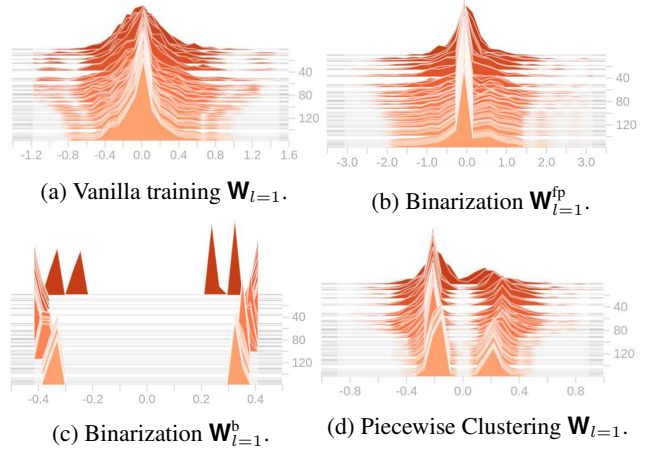 40
80
120
-1.2 -0.8 -0.4 0.0 0.4 0.8 1.2 1.6
(a) Vanilla training W_{l=1}.
40
80
120
-3.0 -2.0 -1.0 0.0 1.0 2.0 3.0
(b) Binarization W^{fp}_{l=1}.
40
80
120
-0.4 -0.2 0.0 0.2 0.4
(c) Binarization W^{b}_{l=1}.
40
80
120
-0.8 -0.4 0.0 0.4 0.8
(d) Piecewise Clustering W_{l=1}.